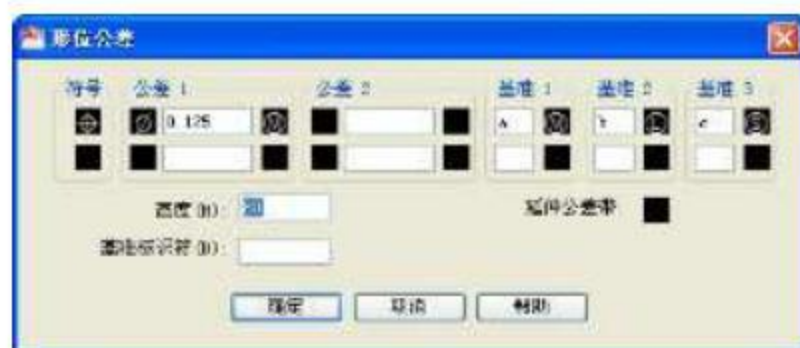 形位公差
符号 公差 1 公差 2 基准 1 基准 2 基准 3
⌖ Ø 0.125 Ⓜ a Ⓜ b Ⓛ c Ⓢ
高度(H): 20 延伸公差带
基准标识符(D):
确定 取消 帮助